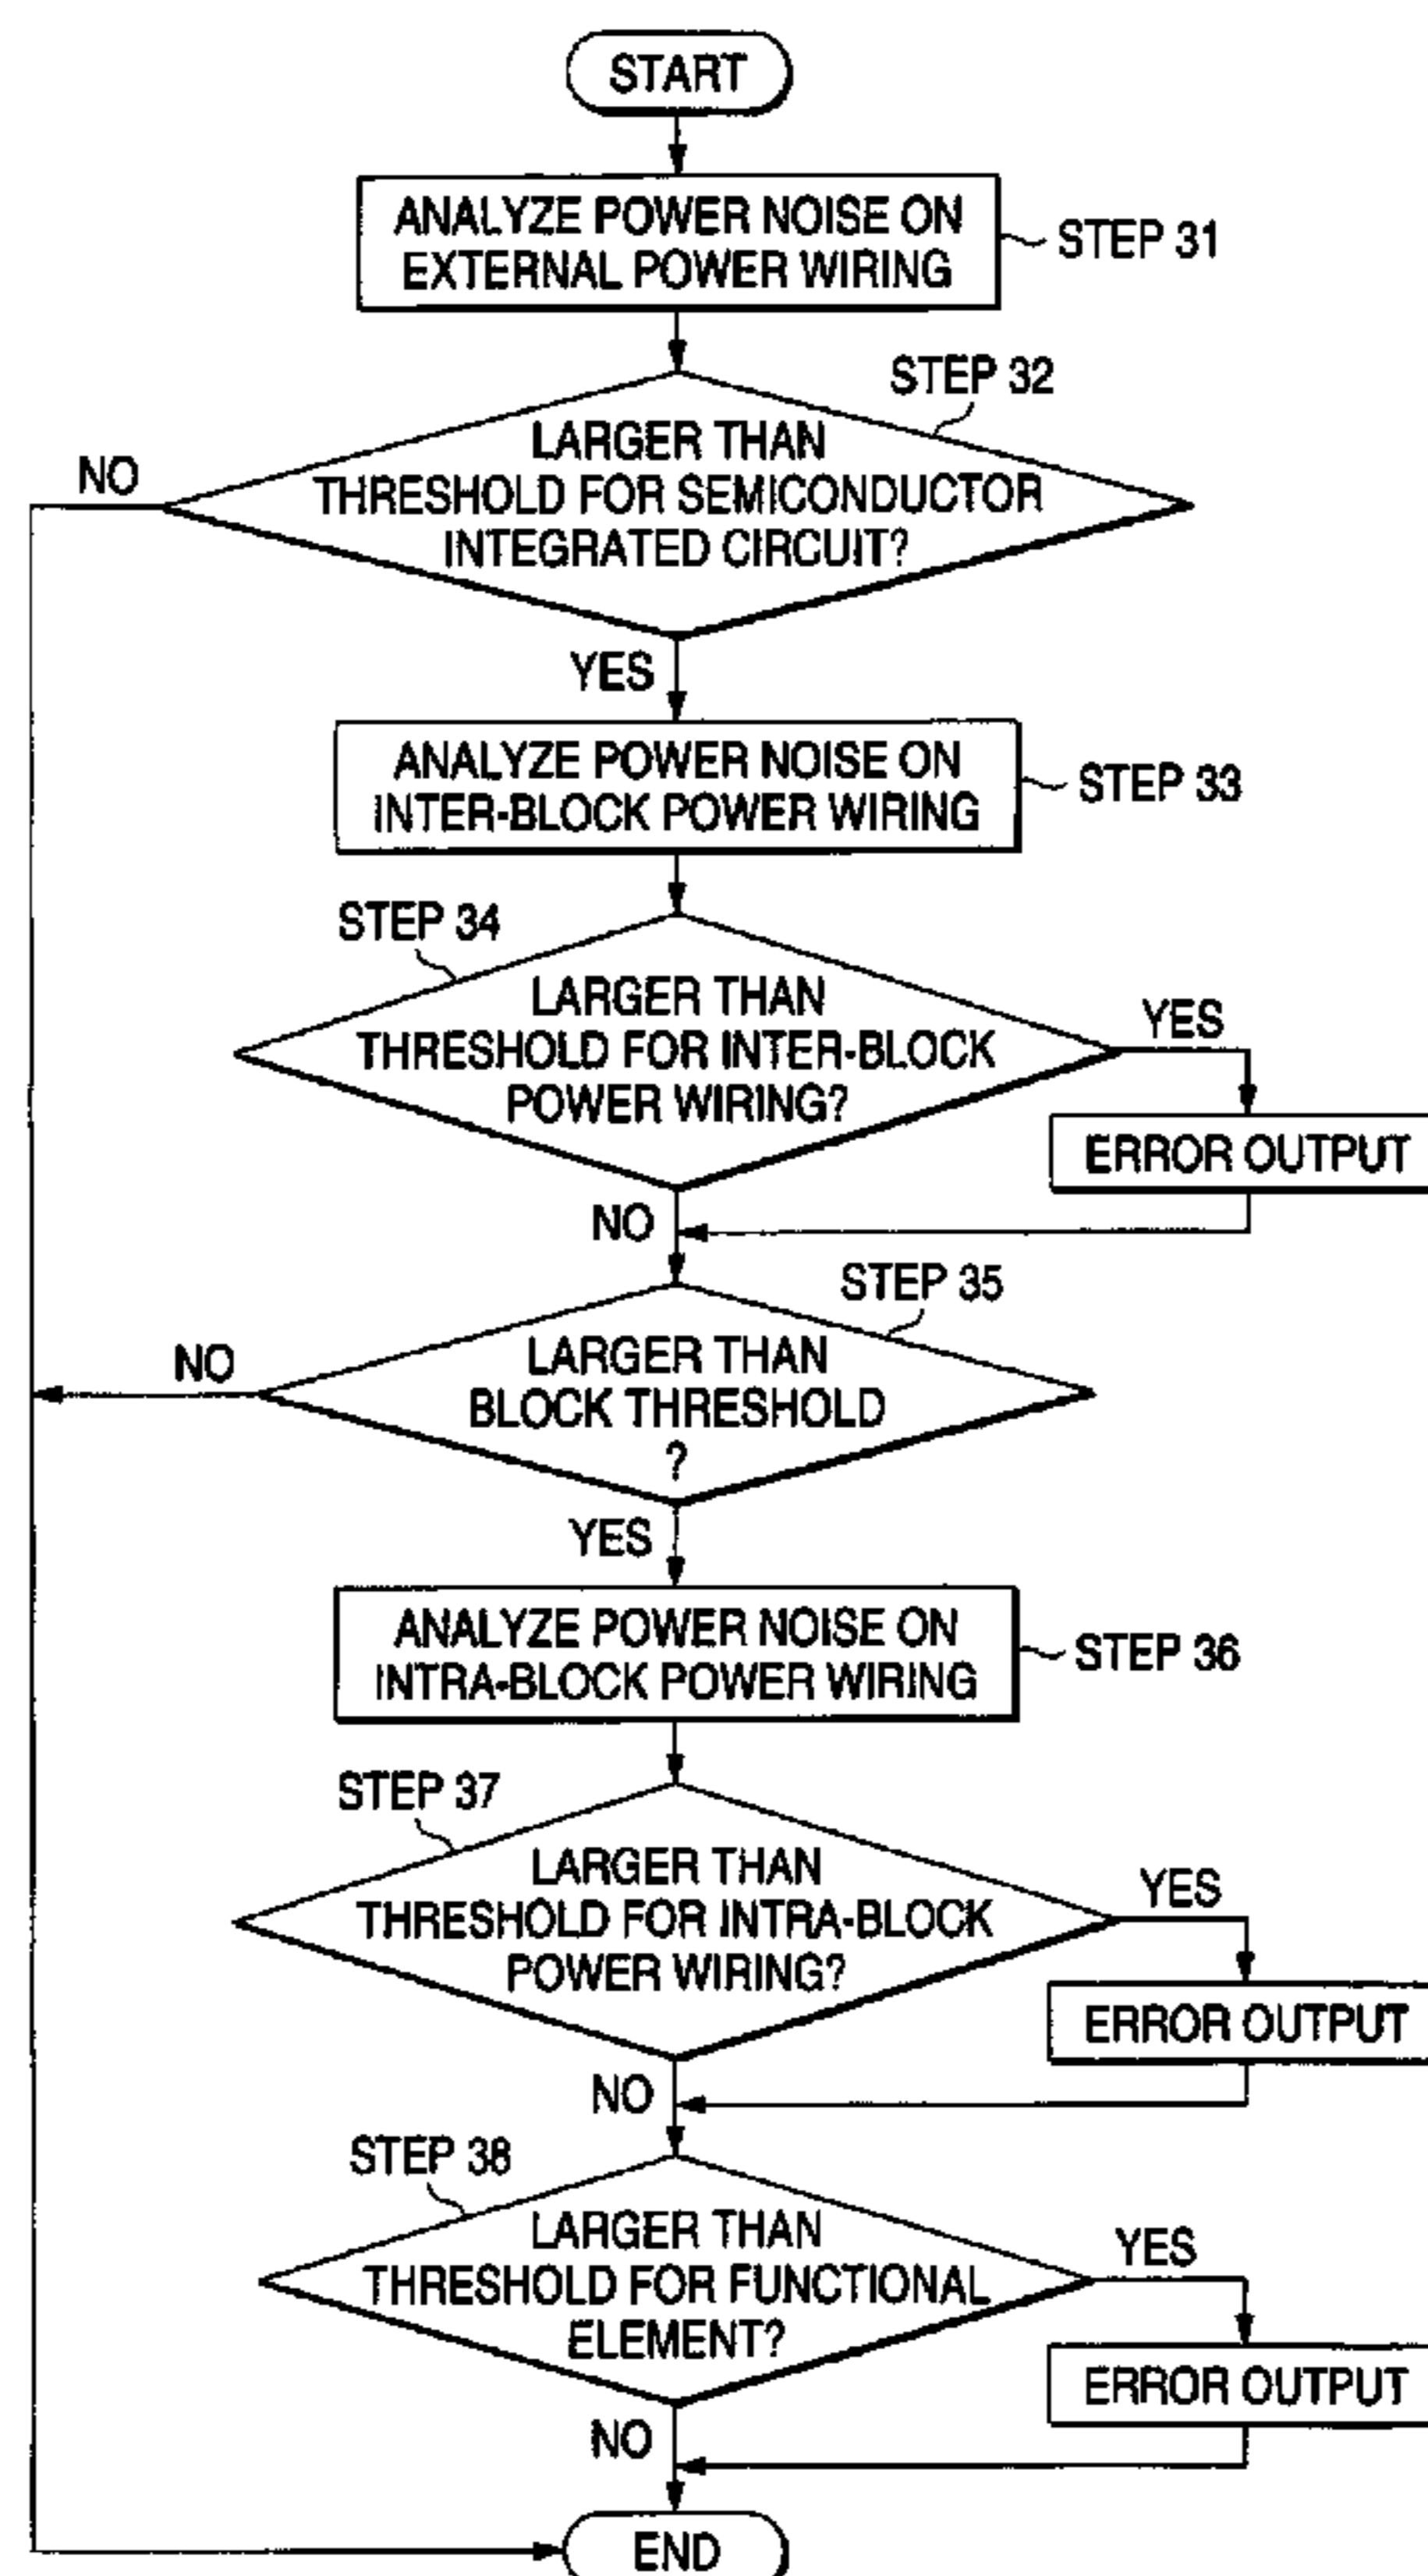 START
ANALYZE POWER NOISE ON
EXTERNAL POWER WIRING
STEP 31
STEP 32
LARGER THAN
THRESHOLD FOR SEMICONDUCTOR
INTEGRATED CIRCUIT?
NO
YES
ANALYZE POWER NOISE ON
INTER-BLOCK POWER WIRING
STEP 33
STEP 34
LARGER THAN
THRESHOLD FOR INTER-BLOCK
POWER WIRING?
YES
ERROR OUTPUT
NO
STEP 35
LARGER THAN
BLOCK THRESHOLD
?
NO
YES
ANALYZE POWER NOISE ON
INTRA-BLOCK POWER WIRING
STEP 36
STEP 37
LARGER THAN
THRESHOLD FOR INTRA-BLOCK
POWER WIRING?
YES
ERROR OUTPUT
NO
STEP 38
LARGER THAN
THRESHOLD FOR FUNCTIONAL
ELEMENT?
YES
ERROR OUTPUT
NO
END